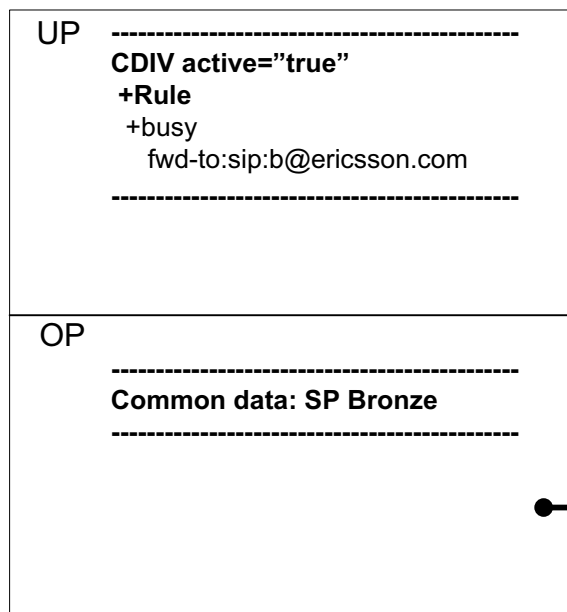 UP
----------------------------------------------
CDIV active=”true”
+Rule
+busy
fwd-to:sip:b@ericsson.com
----------------------------------------------
OP
----------------------------------------------
Common data: SP Bronze
----------------------------------------------